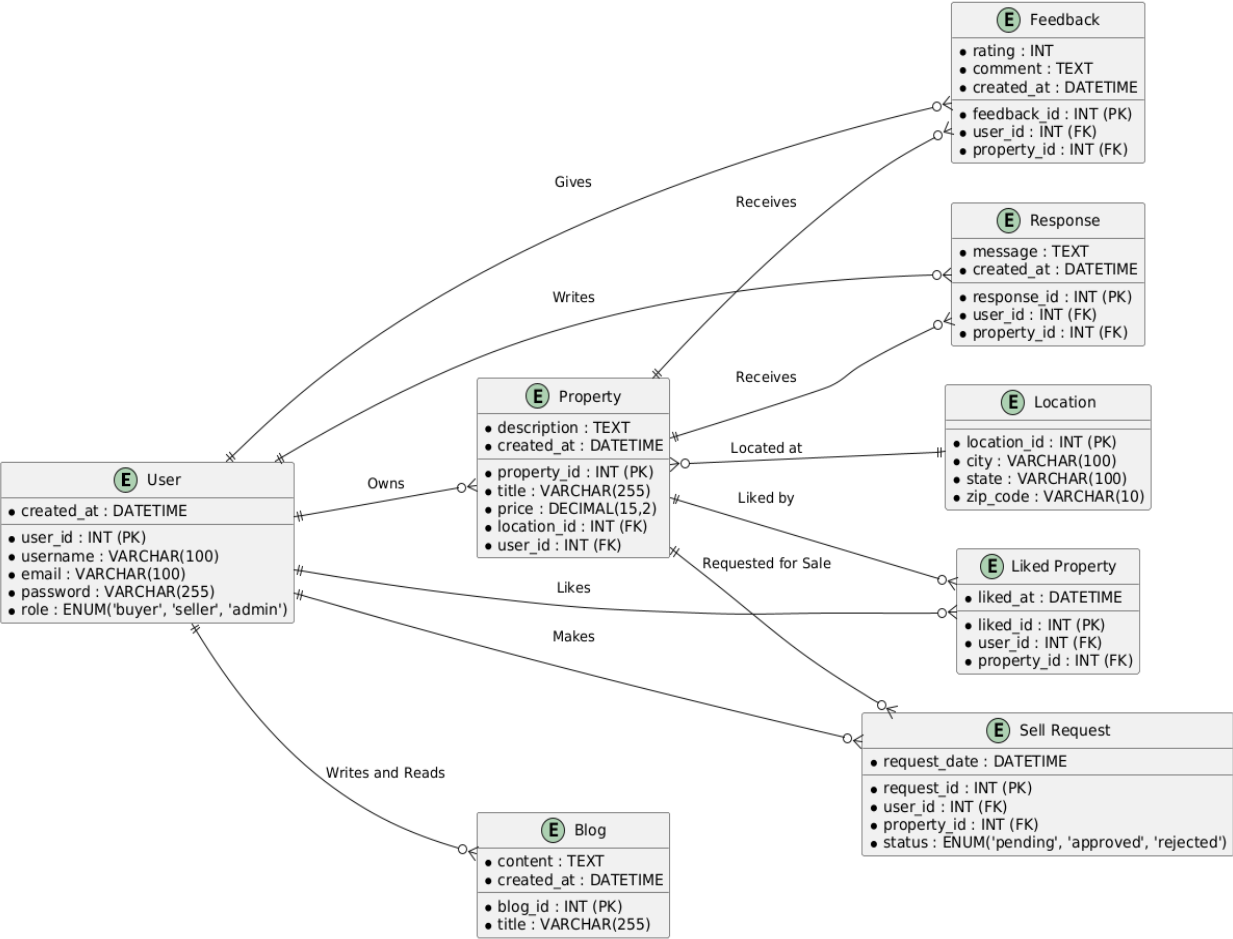 E Feedback
rating : INT
comment : TEXT
created_at : DATETIME
feedback_id : INT (PK)
user_id : INT (FK)
property_id : INT (FK)
Gives
Receives
E Response
message : TEXT
created_at : DATETIME
response_id : INT (PK)
user_id : INT (FK)
property_id : INT (FK)
Writes
Receives
E Property
description : TEXT
created_at : DATETIME
property_id : INT (PK)
title : VARCHAR(255)
price : DECIMAL(15,2)
location_id : INT (FK)
user_id : INT (FK)
E Location
location_id : INT (PK)
city : VARCHAR(100)
state : VARCHAR(100)
zip_code : VARCHAR(10)
Located at
E User
created_at : DATETIME
user_id : INT (PK)
username : VARCHAR(100)
email : VARCHAR(100)
password : VARCHAR(255)
role : ENUM('buyer', 'seller', 'admin')
Owns
Liked by
Requested for Sale
Likes
Makes
E Liked Property
liked_at : DATETIME
liked_id : INT (PK)
user_id : INT (FK)
property_id : INT (FK)
E Sell Request
request_date : DATETIME
request_id : INT (PK)
user_id : INT (FK)
property_id : INT (FK)
status : ENUM('pending', 'approved', 'rejected')
Writes and Reads
E Blog
content : TEXT
created_at : DATETIME
blog_id : INT (PK)
title : VARCHAR(255)